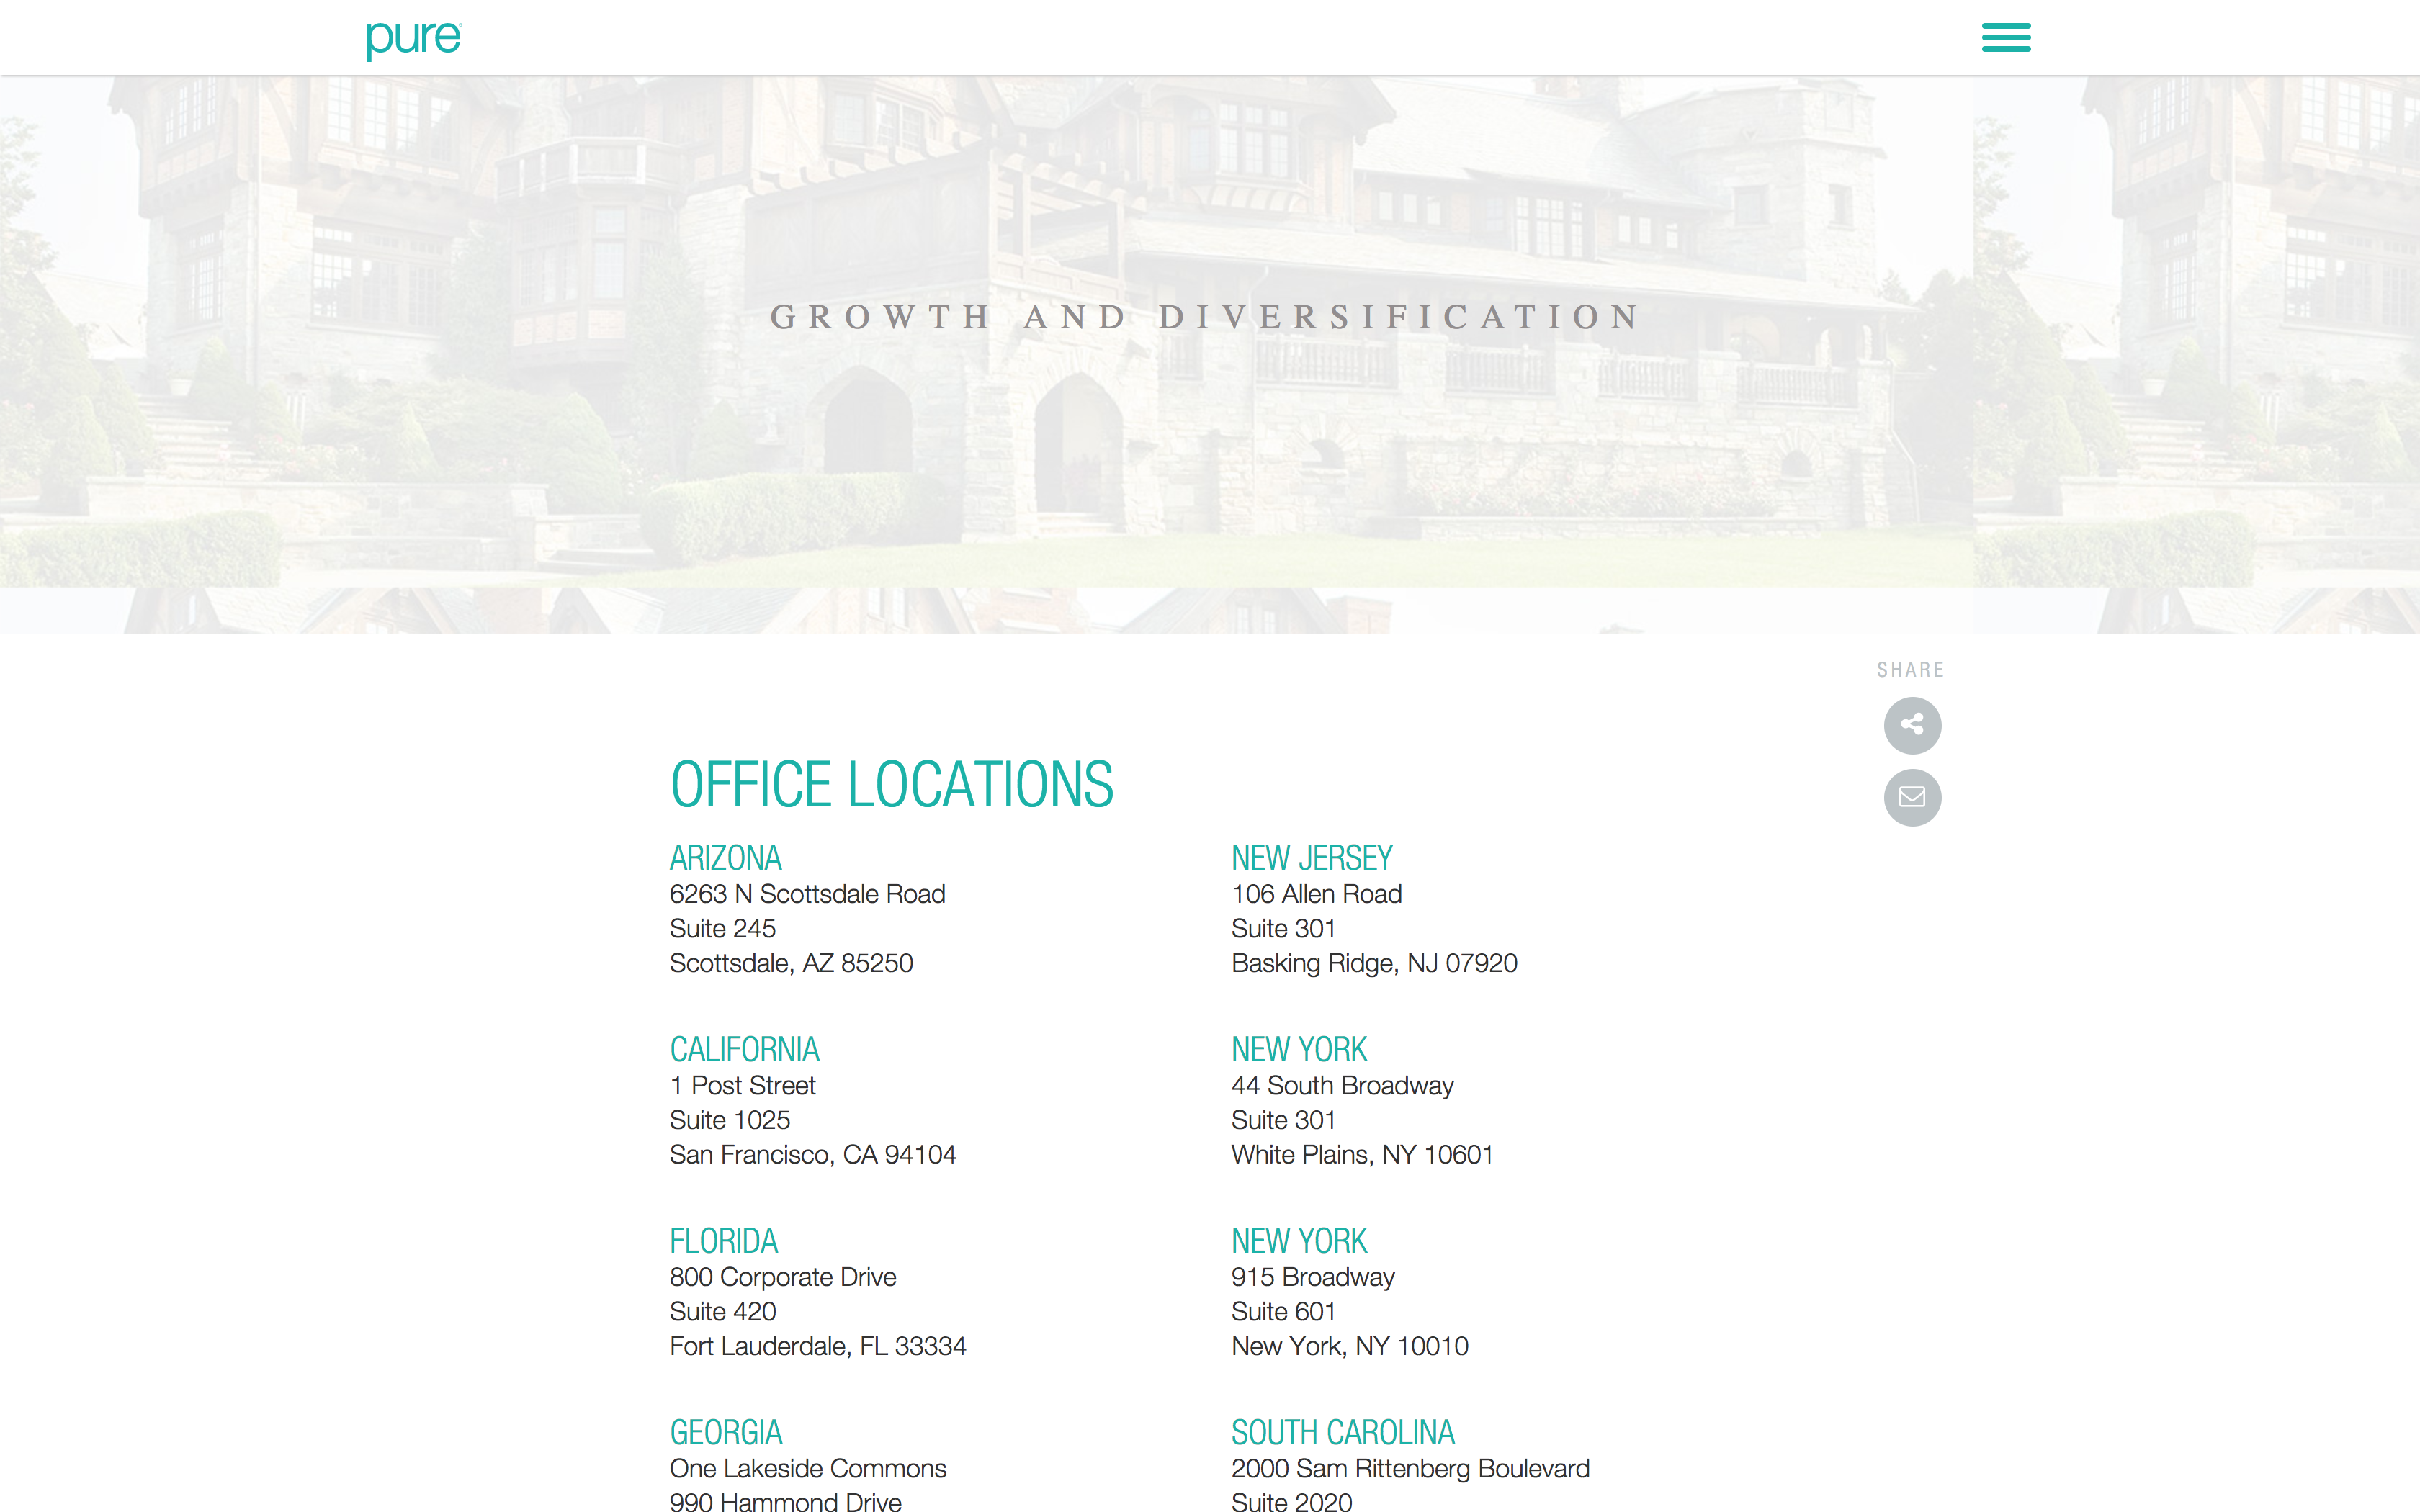 pure
GROWTH AND DIVERSIFICATION
SHARE
OFFICE LOCATIONS
ARIZONA
6263 N Scottsdale Road
Suite 245
Scottsdale, AZ 85250
CALIFORNIA
1 Post Street
Suite 1025
San Francisco, CA 94104
FLORIDA
800 Corporate Drive
Suite 420
Fort Lauderdale, FL 33334
GEORGIA
One Lakeside Commons
990 Hammond Drive
NEW JERSEY
106 Allen Road
Suite 301
Basking Ridge, NJ 07920
NEW YORK
44 South Broadway
Suite 301
White Plains, NY 10601
NEW YORK
915 Broadway
Suite 601
New York, NY 10010
SOUTH CAROLINA
2000 Sam Rittenberg Boulevard
Suite 2020